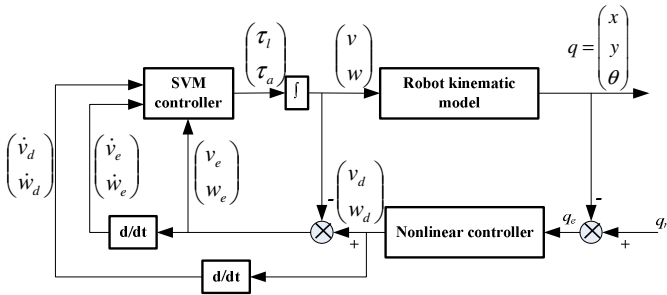 SVM
controller
τ_l
τ_a
∫
v
w
Robot kinematic
model
q = x
y
θ
v̇_d
ẇ_d
v̇_e
ẇ_e
v_e
w_e
v_d
w_d
d/dt
- 
+
Nonlinear controller
q_e
-
+
q_r
d/dt